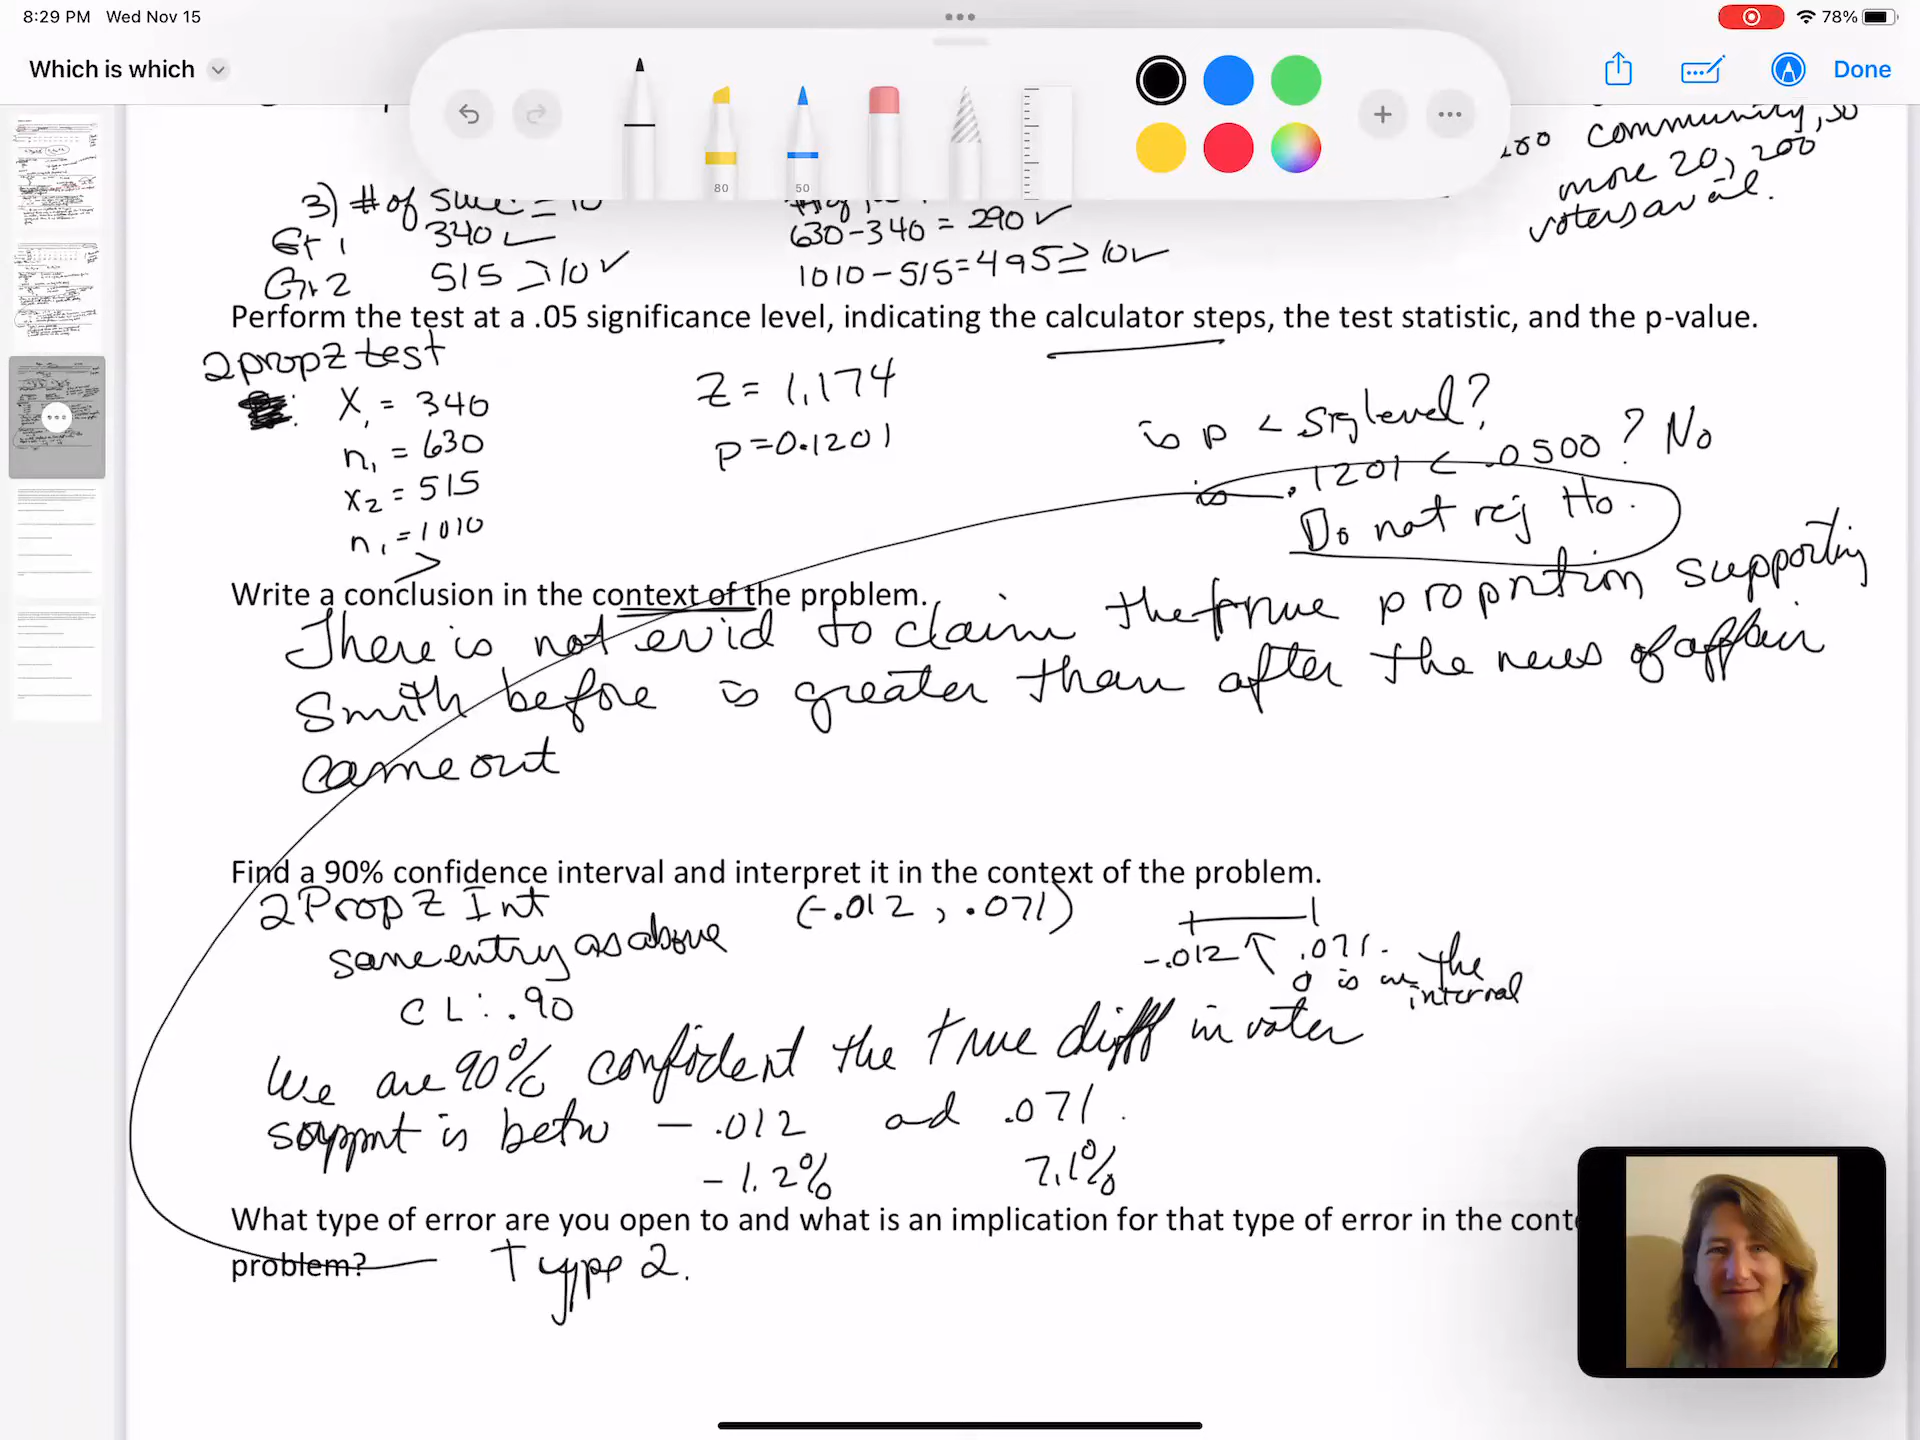 8:29 PM Wed Nov 15
78%
Which is which
Done
80
50
community, so
more 20,200
voters avail.
3) # of succ ≥ 10
Gr 1 340 ✓ 630-340 = 290 ✓
Gr 2 515 ≥ 10 ✓ 1010-515=495 ≥ 10 ✓
Perform the test at a .05 significance level, indicating the calculator steps, the test statistic, and the p-value.
2propZtest
X₁ = 340
n₁ = 630
x₂ = 515
n₁ = 1010
Z = 1.174
p=0.1201
is p < sig level?
is .1201 < .0500? No
Do not rej Ho.
Write a conclusion in the context of the problem.
There is not evid to claim the true proprtion supporting
Smith before is greater than after the news of affair
came out
Find a 90% confidence interval and interpret it in the context of the problem.
2PropZInt (-.012, .071)
same entry as above
CL: .90
-.012 ↑ .071.
0 is in the
interval
We are 90% confident the true diff in voter
support is betw -.012 and .071.
-1.2% 7.1%
What type of error are you open to and what is an implication for that type of error in the conte
problem? Type 2.